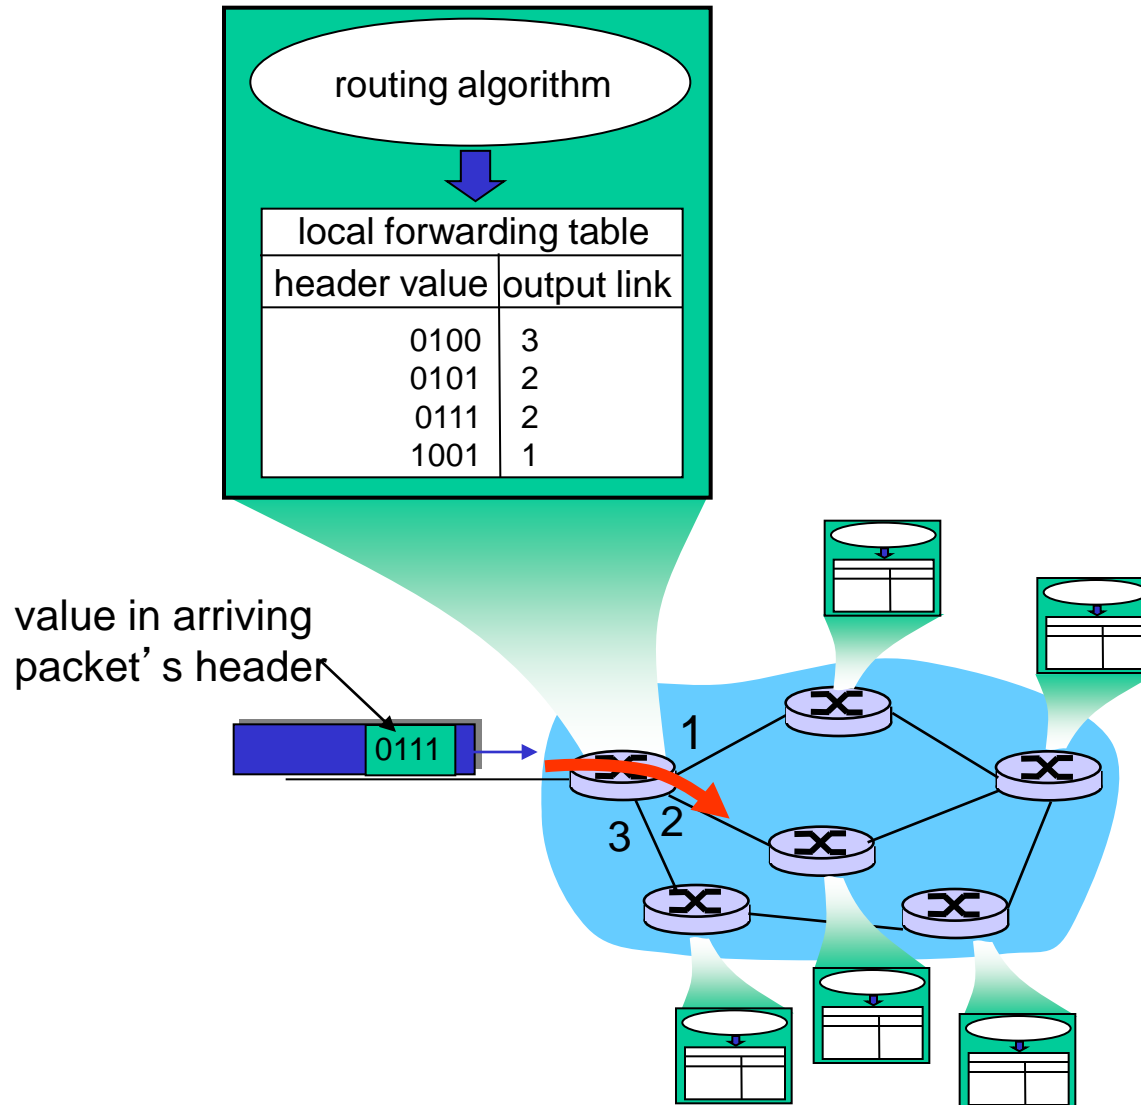 routing algorithm
local forwarding table
header value output link
0100 3
0101 2
0111 2
1001 1
value in arriving
packet’s header
0111
1
2
3